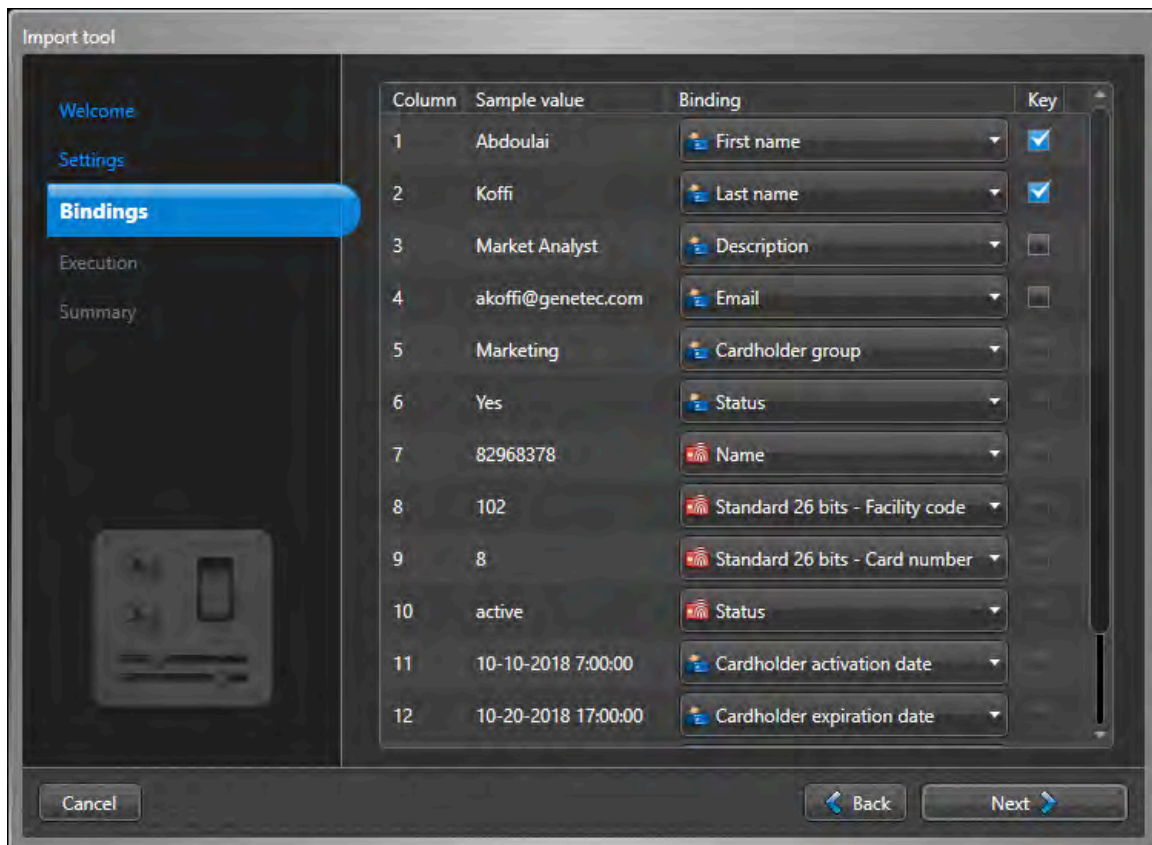 Import tool
Welcome
Settings
Bindings
Execution
Summary
Column Sample value Binding Key
1 Abdoulai First name
2 Koffi Last name
3 Market Analyst Description
4 akoffi@genetec.com Email
5 Marketing Cardholder group
6 Yes Status
7 82968378 Name
8 102 Standard 26 bits - Facility code
9 8 Standard 26 bits - Card number
10 active Status
11 10-10-2018 7:00:00 Cardholder activation date
12 10-20-2018 17:00:00 Cardholder expiration date
Cancel Back Next